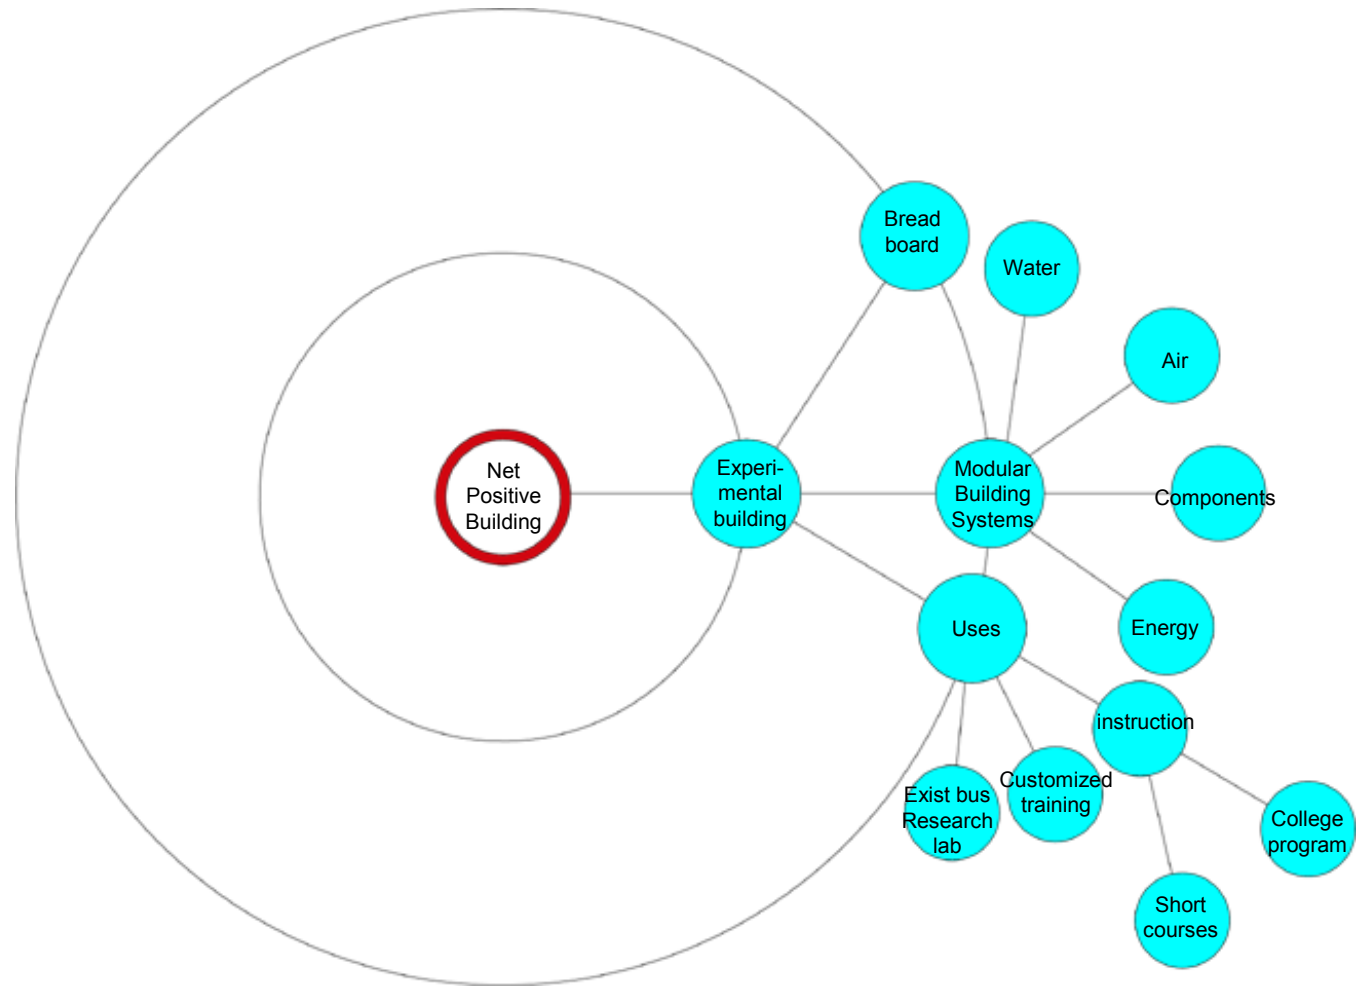 Net
Positive
Building
Experi-
mental
building
Bread
board
Modular
Building
Systems
Water
Air
Components
Energy
Uses
Exist bus
Research
lab
Customized
training
instruction
College
program
Short
courses